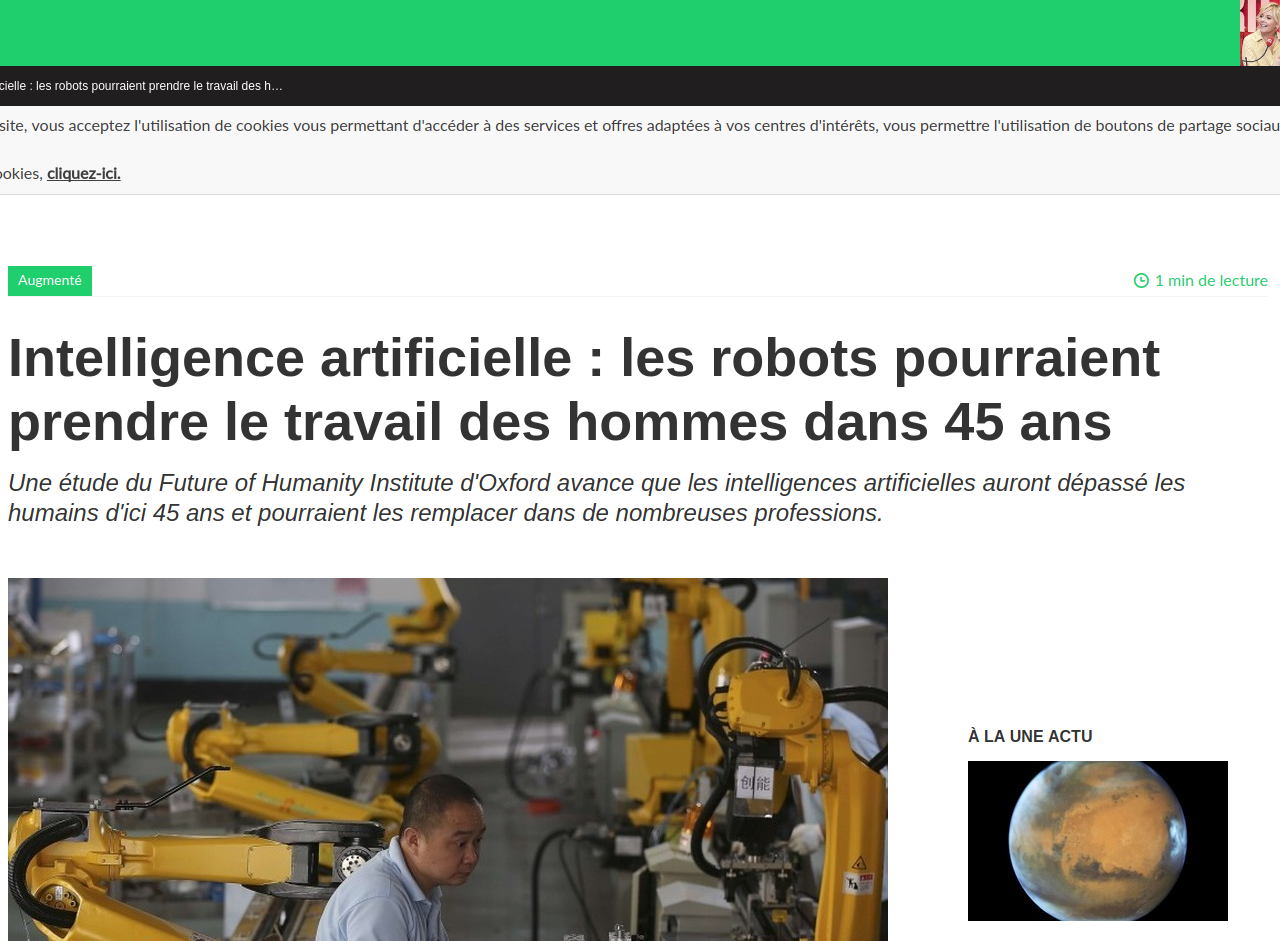 cielle : les robots pourraient prendre le travail des h…
site, vous acceptez l'utilisation de cookies vous permettant d'accéder à des services et offres adaptées à vos centres d'intérêts, vous permettre l'utilisation de boutons de partage sociau
ookies, cliquez-ici.
Augmenté
1 min de lecture
Intelligence artificielle : les robots pourraient
prendre le travail des hommes dans 45 ans
Une étude du Future of Humanity Institute d'Oxford avance que les intelligences artificielles auront dépassé les
humains d'ici 45 ans et pourraient les remplacer dans de nombreuses professions.
创能
À LA UNE ACTU